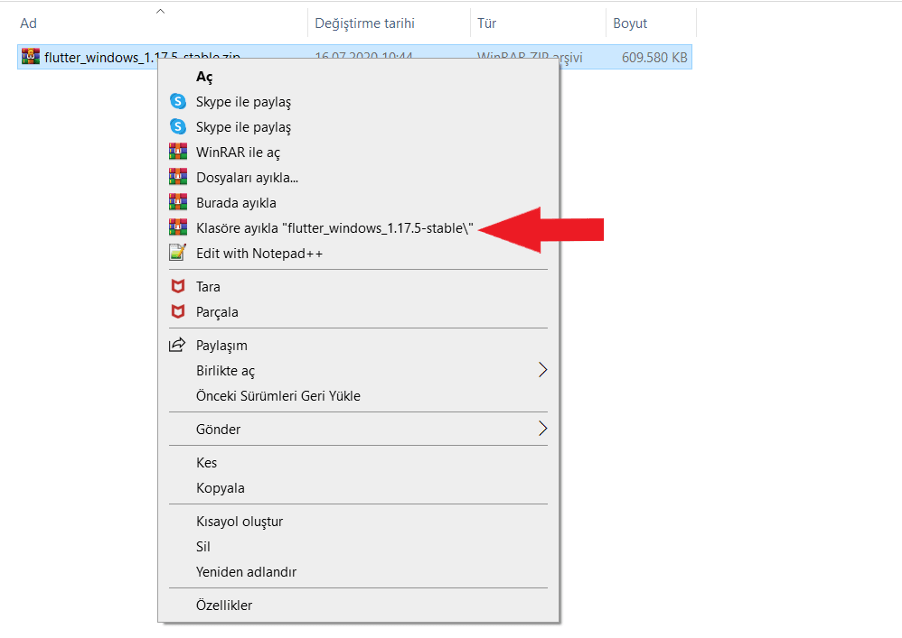 Ad Değiştirme tarihi Tür Boyut
flutter_windows_1.17.5-stable.zip 16.07.2020 10:44 WinRAR ZIP arşivi 609.580 KB
Aç
Skype ile paylaş
Skype ile paylaş
WinRAR ile aç
Dosyaları ayıkla...
Burada ayıkla
Klasöre ayıkla "flutter_windows_1.17.5-stable\"
Edit with Notepad++
Tara
Parçala
Paylaşım
Birlikte aç
Önceki Sürümleri Geri Yükle
Gönder
Kes
Kopyala
Kısayol oluştur
Sil
Yeniden adlandır
Özellikler